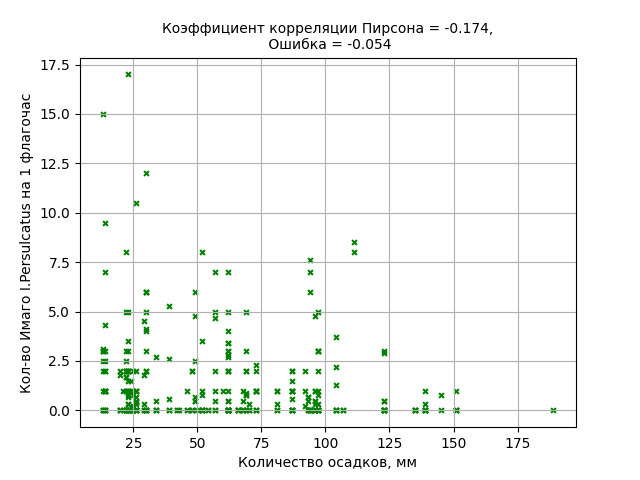 Коэффициент корреляции Пирсона = -0.174,
Ошибка = -0.054
Кол-во Имаго I.Persulcatus на 1 флагочас
17.5
15.0
12.5
10.0
7.5
5.0
2.5
0.0
25 50 75 100 125 150 175
Количество осадков, мм